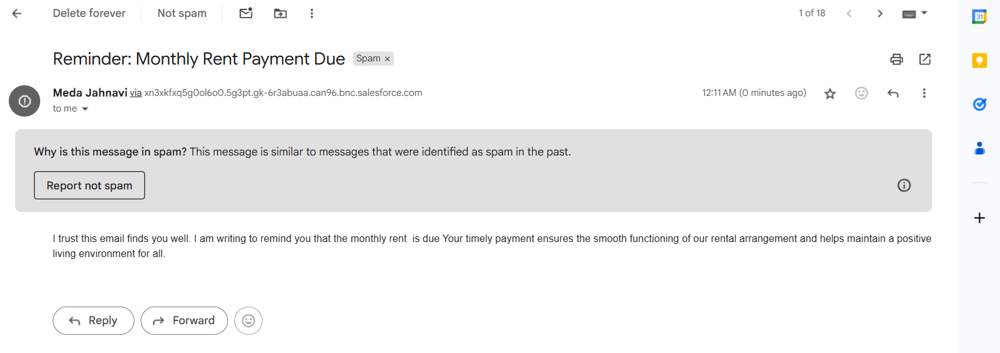 Delete forever Not spam 1 of 18
Reminder: Monthly Rent Payment Due Spam ×
31
Meda Jahnavi via xn3xkfxq5g0ol6o0.5g3pt.gk-6r3abuaa.can96.bnc.salesforce.com 12:11 AM (0 minutes ago)
to me
Why is this message in spam? This message is similar to messages that were identified as spam in the past.
Report not spam
I trust this email finds you well. I am writing to remind you that the monthly rent  is due Your timely payment ensures the smooth functioning of our rental arrangement and helps maintain a positive
living environment for all.
Reply Forward